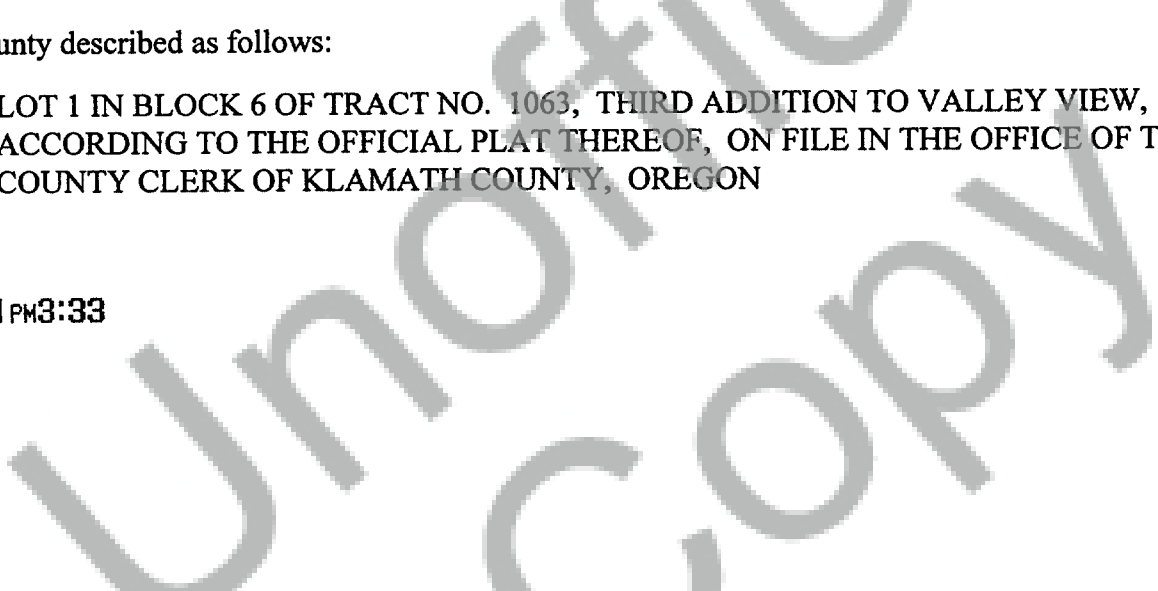 unty described as follows:
LOT 1 IN BLOCK 6 OF TRACT NO. 1063, THIRD ADDITION TO VALLEY VIEW,
ACCORDING TO THE OFFICIAL PLAT THEREOF, ON FILE IN THE OFFICE OF T
COUNTY CLERK OF KLAMATH COUNTY, OREGON
PM3:33
Unoffic
Copy